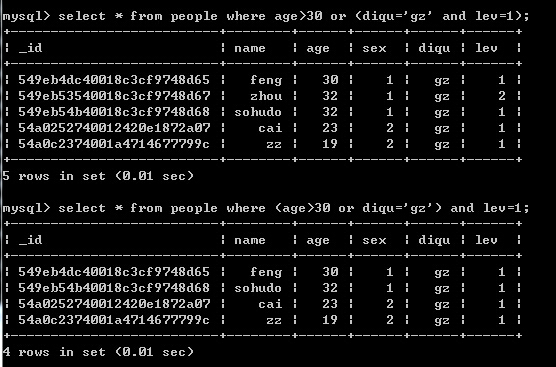 mysql> select * from people where age>30 or (diqu='gz' and lev=1);
+--------------------------+--------+------+------+------+------+
| _id | name | age | sex | diqu | lev |
+--------------------------+--------+------+------+------+------+
| 549eb4dc40018c3cf9748d65 | feng | 30 | 1 | gz | 1 |
| 549eb53540018c3cf9748d67 | zhou | 32 | 1 | gz | 2 |
| 549eb54b40018c3cf9748d68 | sohudo | 32 | 1 | gz | 1 |
| 54a0252740012420e1872a07 | cai | 23 | 2 | gz | 1 |
| 54a0c2374001a4714677799c | zz | 19 | 2 | gz | 1 |
+--------------------------+--------+------+------+------+------+
5 rows in set (0.01 sec)
mysql> select * from people where (age>30 or diqu='gz') and lev=1;
+--------------------------+--------+------+------+------+------+
| _id | name | age | sex | diqu | lev |
+--------------------------+--------+------+------+------+------+
| 549eb4dc40018c3cf9748d65 | feng | 30 | 1 | gz | 1 |
| 549eb54b40018c3cf9748d68 | sohudo | 32 | 1 | gz | 1 |
| 54a0252740012420e1872a07 | cai | 23 | 2 | gz | 1 |
| 54a0c2374001a4714677799c | zz | 19 | 2 | gz | 1 |
+--------------------------+--------+------+------+------+------+
4 rows in set (0.01 sec)